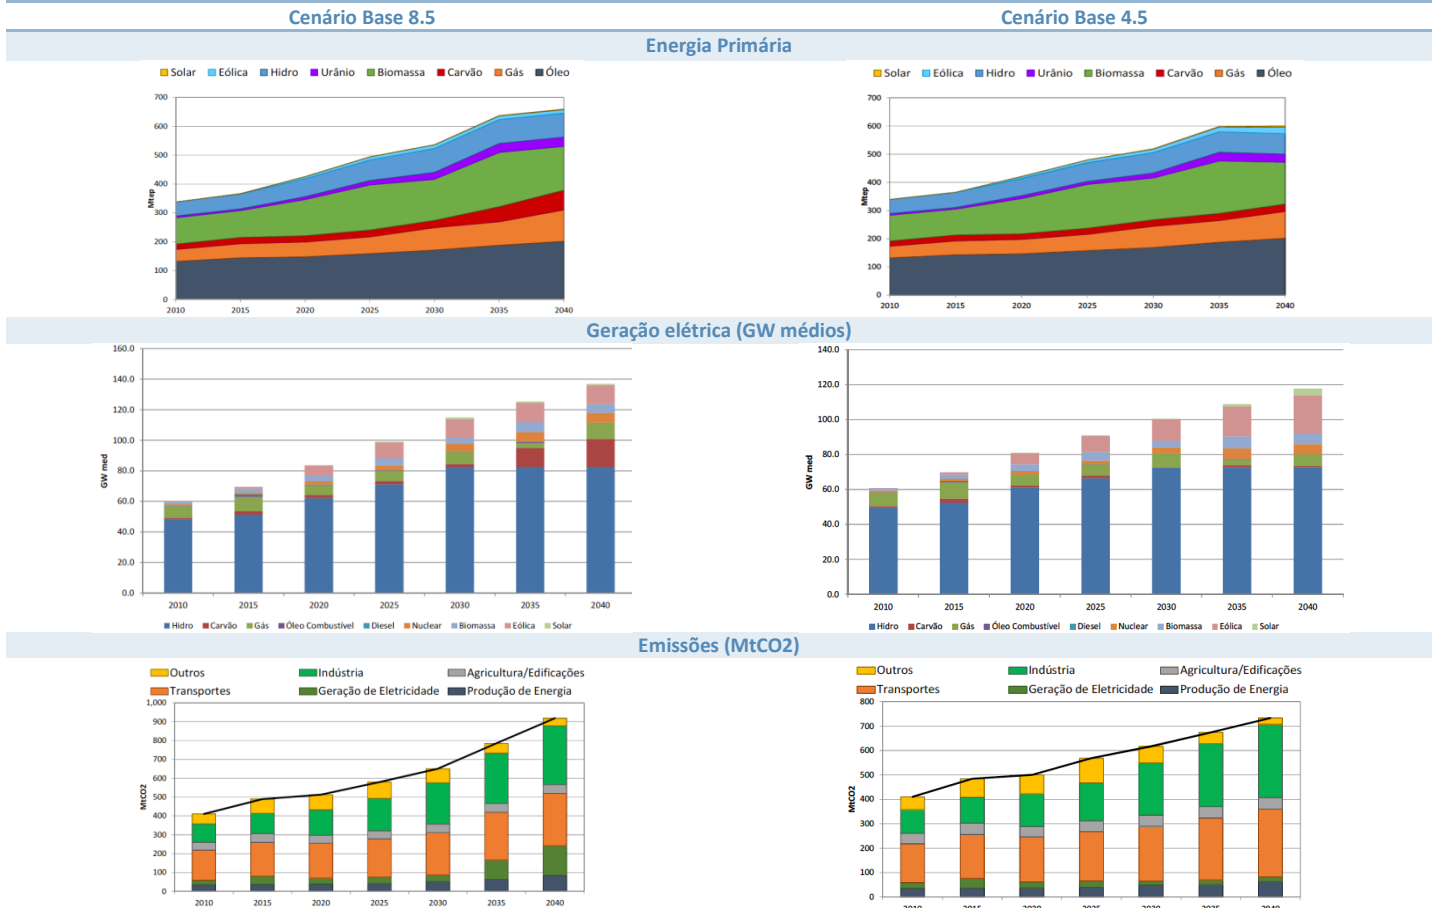 Cenário Base 8.5 Cenário Base 4.5
Energia Primária
Solar Eólica Hidro Urânio Biomassa Carvão Gás Óleo
700
600
500
400
300
200
100
0
Mtep
2010 2015 2020 2025 2030 2035 2040
Solar Eólica Hidro Urânio Biomassa Carvão Gás Óleo
700
600
500
400
300
200
100
0
Mtep
2010 2015 2020 2025 2030 2035 2040
Geração elétrica (GW médios)
160.0
140.0
120.0
100.0
80.0
60.0
40.0
20.0
0.0
GW med
2010 2015 2020 2025 2030 2035 2040
Hidro Carvão Gás Óleo Combustível Diesel Nuclear Biomassa Eólica Solar
140.0
120.0
100.0
80.0
60.0
40.0
20.0
0.0
GW med
2010 2015 2020 2025 2030 2035 2040
Hidro Carvão Gás Óleo Combustível Diesel Nuclear Biomassa Eólica Solar
Emissões (MtCO2)
Outros Indústria Agricultura/Edificações
Transportes Geração de Eletricidade Produção de Energia
1,000
900
800
700
600
500
400
300
200
100
0
MtCO2
2010 2015 2020 2025 2030 2035 2040
Outros Indústria Agricultura/Edificações
Transportes Geração de Eletricidade Produção de Energia
800
700
600
500
400
300
200
100
0
MtCO2
2010 2015 2020 2025 2030 2035 2040